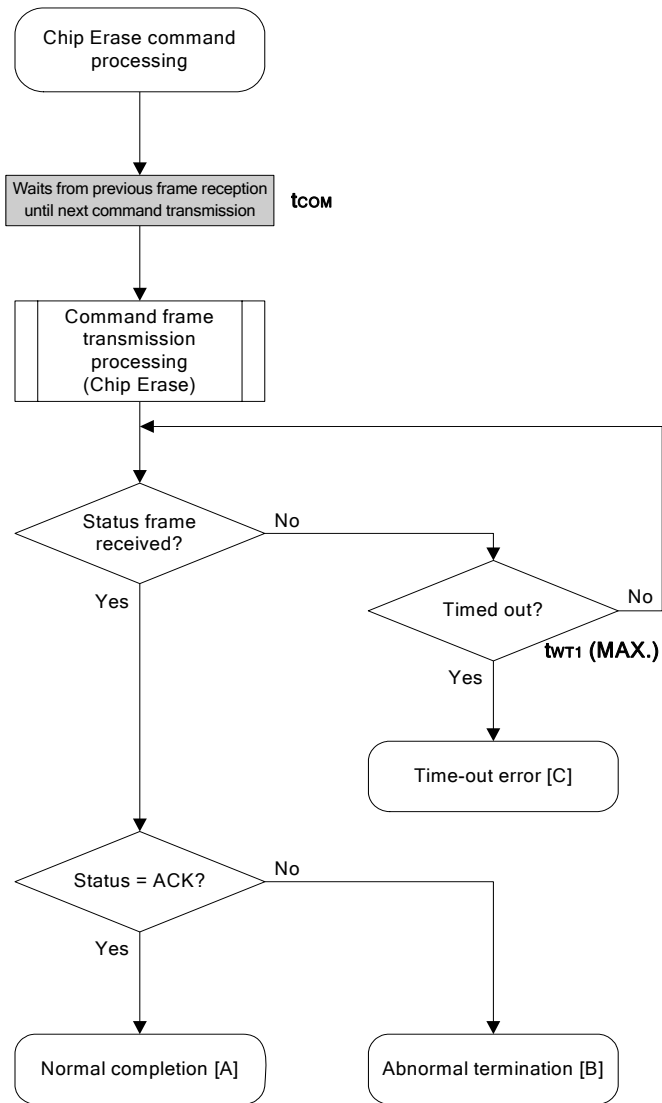 Chip Erase command
processing
Waits from previous frame reception
until next command transmission
tCOM
Command frame
transmission
processing
(Chip Erase)
Status frame
received?
No
Yes
Timed out?
No
tWT1 (MAX.)
Yes
Time-out error [C]
Status = ACK?
No
Yes
Normal completion [A]
Abnormal termination [B]